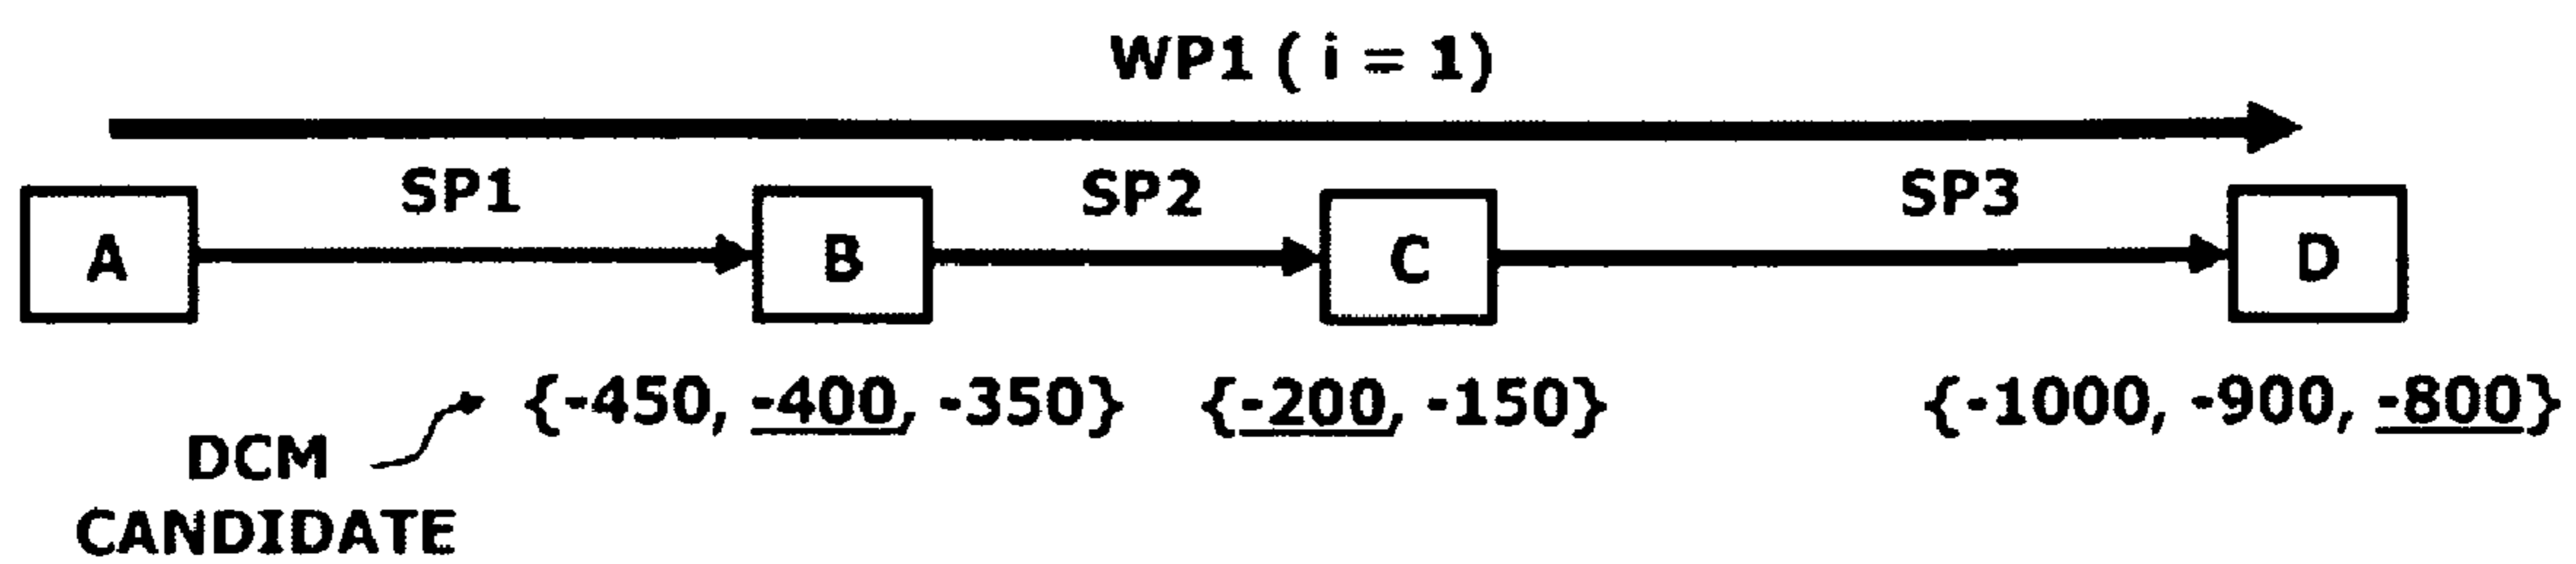 WP1 ( i = 1)
SP1 SP2 SP3
A B C D
{-450, -400, -350} {-200, -150} {-1000, -900, -800}
DCM
CANDIDATE